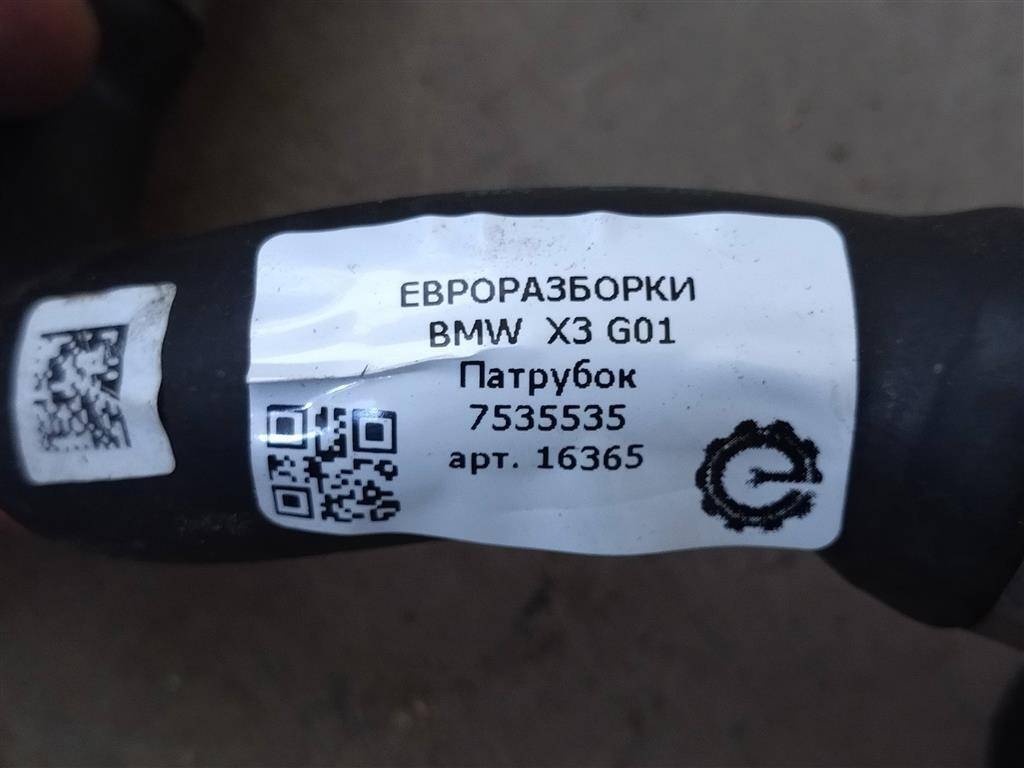 ЕВРОРАЗБОРКИ
BMW X3 G01
Патрубок
7535535
арт. 16365